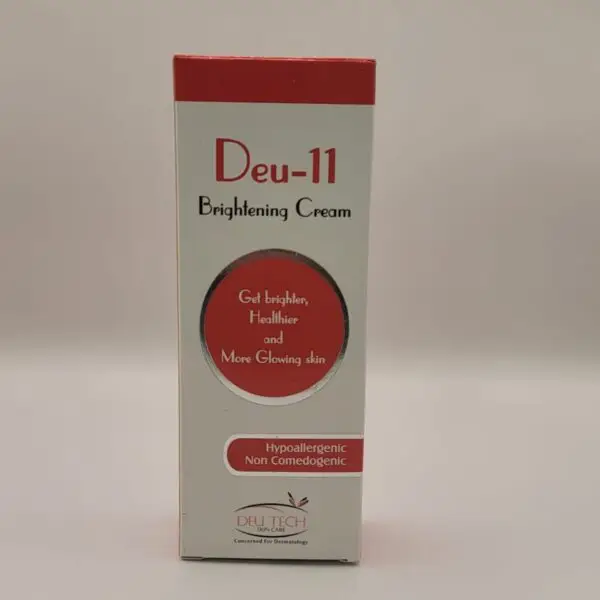 Deu-11
Brightening Cream
Get brighter,
Healthier
and
More Glowing skin
Hypoallergenic
Non Comedogenic
DEU TECH
SKIN CARE
Concerned For Dermatology